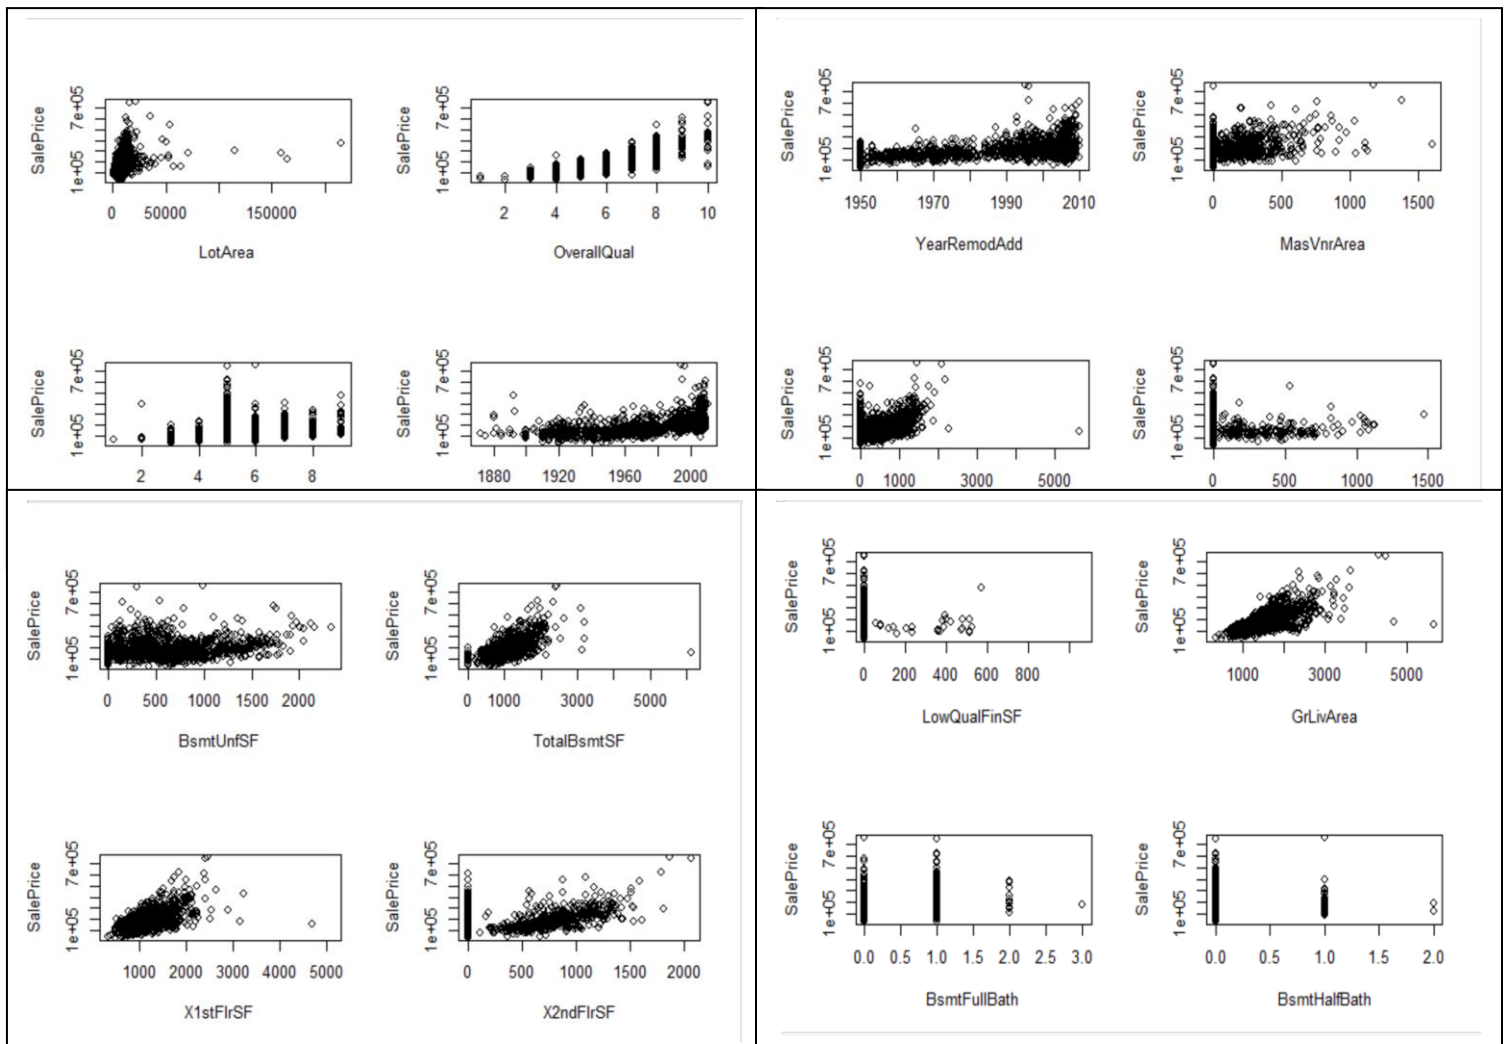 SalePrice
1e+05 7e+05
0 50000 150000
LotArea
SalePrice
1e+05 7e+05
2 4 6 8 10
OverallQual
SalePrice
1e+05 7e+05
2 4 6 8
SalePrice
1e+05 7e+05
1880 1920 1960 2000
SalePrice
1e+05 7e+05
1950 1970 1990 2010
YearRemodAdd
SalePrice
1e+05 7e+05
0 500 1000 1500
MasVnrArea
SalePrice
1e+05 7e+05
0 1000 3000 5000
SalePrice
1e+05 7e+05
0 500 1000 1500
SalePrice
1e+05 7e+05
0 500 1000 1500 2000
BsmtUnfSF
SalePrice
1e+05 7e+05
0 1000 3000 5000
TotalBsmtSF
SalePrice
1e+05 7e+05
1000 2000 3000 4000 5000
X1stFlrSF
SalePrice
1e+05 7e+05
0 500 1000 1500 2000
X2ndFlrSF
SalePrice
1e+05 7e+05
0 200 400 600 800
LowQualFinSF
SalePrice
1e+05 7e+05
1000 3000 5000
GrLivArea
SalePrice
1e+05 7e+05
0.0 0.5 1.0 1.5 2.0 2.5 3.0
BsmtFullBath
SalePrice
1e+05 7e+05
0.0 0.5 1.0 1.5 2.0
BsmtHalfBath